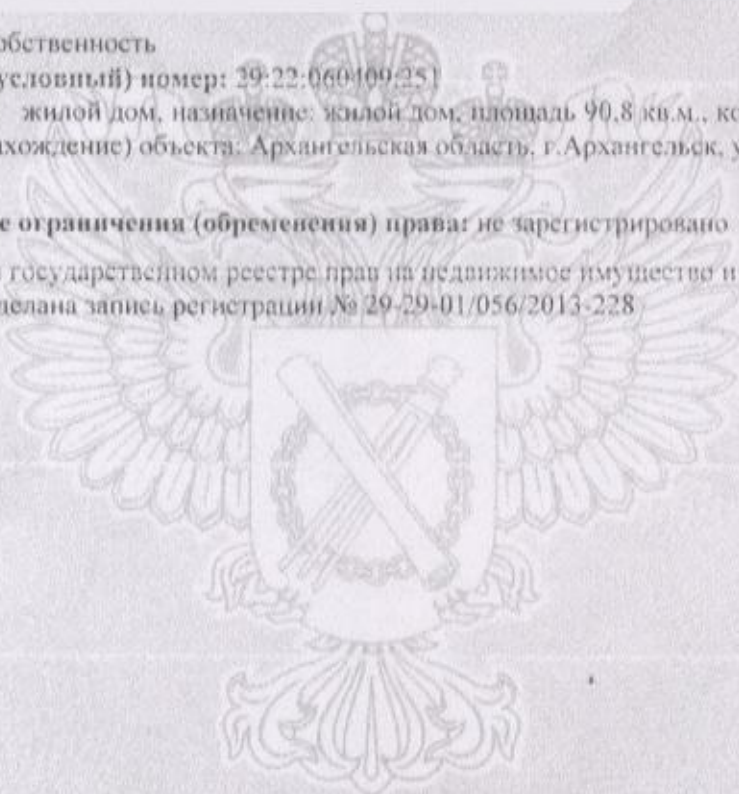 обственность
условный) номер: 29:22:060409:251
жилой дом, назначение: жилой дом, площадь 90,8 кв.м., ко
хождение) объекта: Архангельская область, г.Архангельск, у
е ограничения (обременения) права: не зарегистрировано
государственном реестре прав на недвижимое имущество и
делана запись регистрации № 29-29-01/056/2013-228